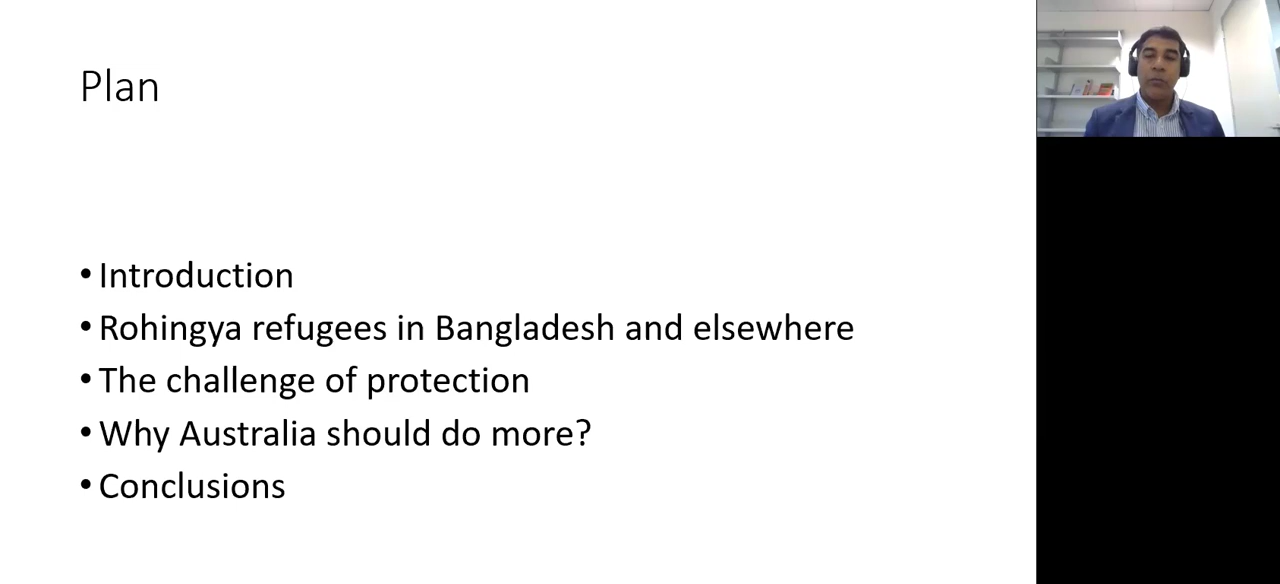 Plan
• Introduction
• Rohingya refugees in Bangladesh and elsewhere
• The challenge of protection
• Why Australia should do more?
• Conclusions